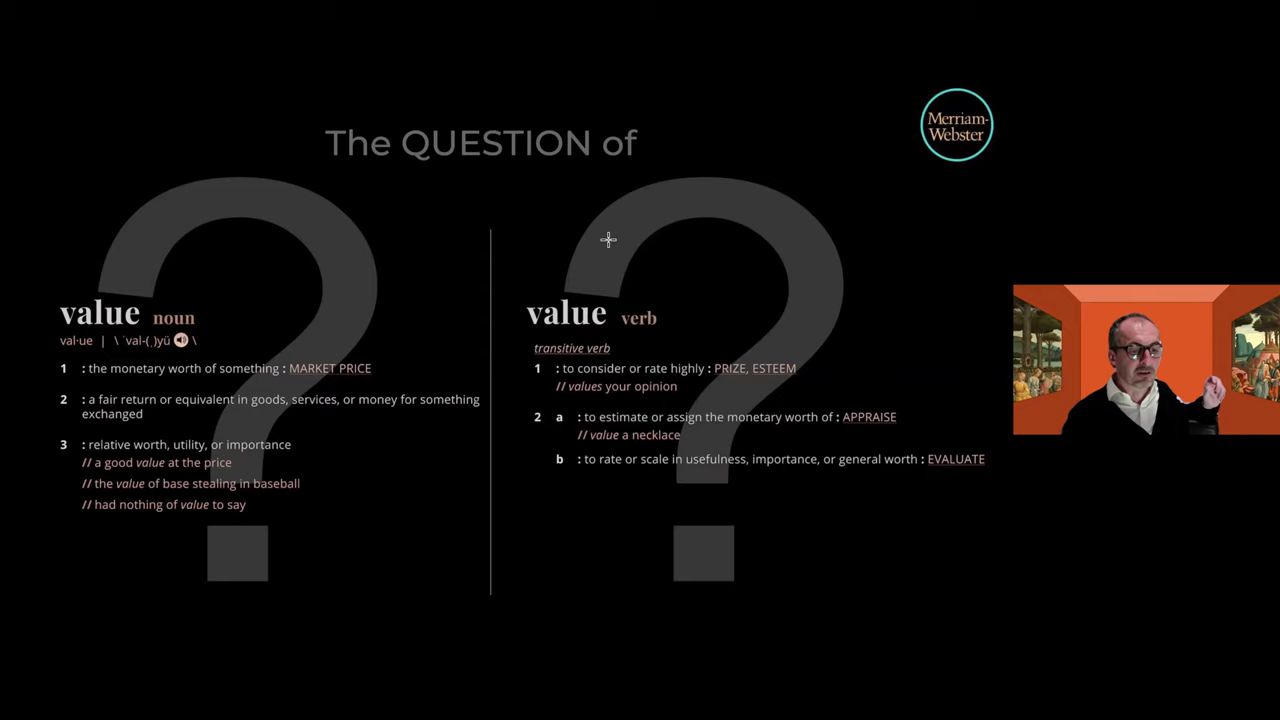 The QUESTION of
Merriam-
Webster
value noun
val·ue | \ ˈval-(ˌ)yü \
1 : the monetary worth of something : MARKET PRICE
2 : a fair return or equivalent in goods, services, or money for something
exchanged
3 : relative worth, utility, or importance
// a good value at the price
// the value of base stealing in baseball
// had nothing of value to say
value verb
transitive verb
1 : to consider or rate highly : PRIZE, ESTEEM
// values your opinion
2 a : to estimate or assign the monetary worth of : APPRAISE
// value a necklace
b : to rate or scale in usefulness, importance, or general worth : EVALUATE
? ?